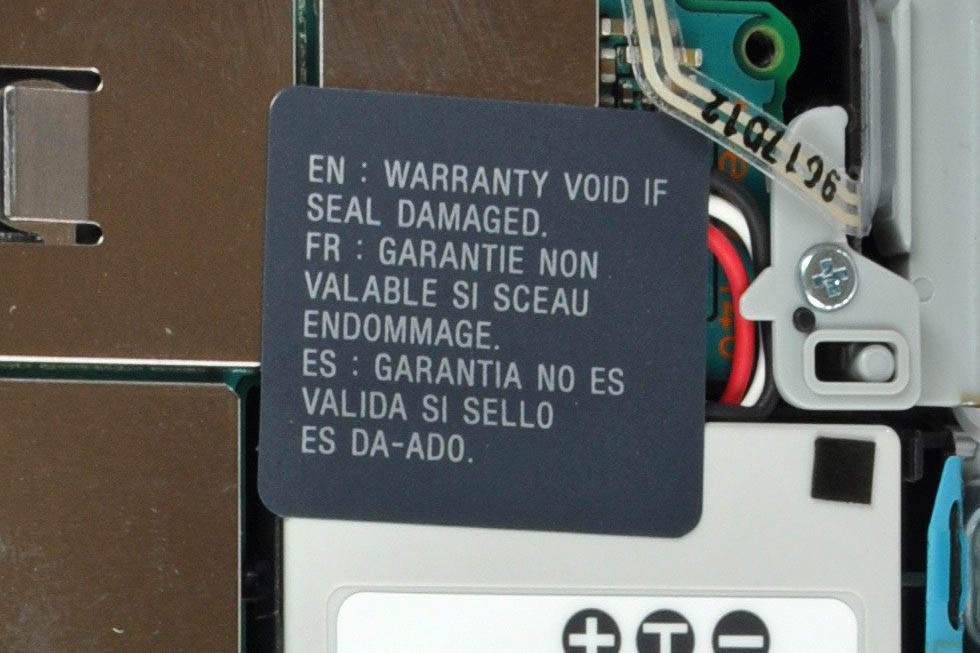 9617D12
EN : WARRANTY VOID IF
SEAL DAMAGED.
FR : GARANTIE NON
VALABLE SI SCEAU
ENDOMMAGE.
ES : GARANTIA NO ES
VALIDA SI SELLO
ES DA-ADO.
+ T −